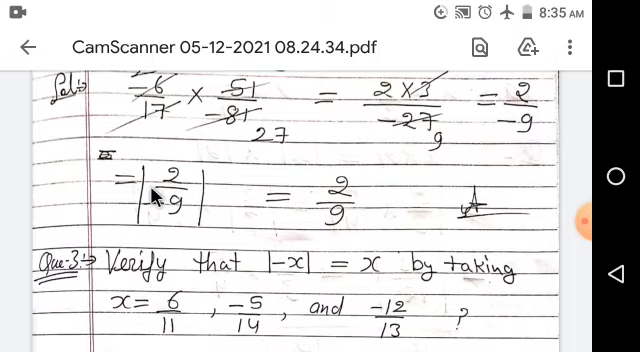 8:35 AM
CamScanner 05-12-2021 08.24.34.pdf
Sol:→ -6/17 × 51/-81 = 2×3/-27 = 2/-9
27 9
= |2/-9| = 2/9 A
Que-3:→ Verify that |-x| = x by taking
x = 6/11 , -5/14 , and -12/13 ?